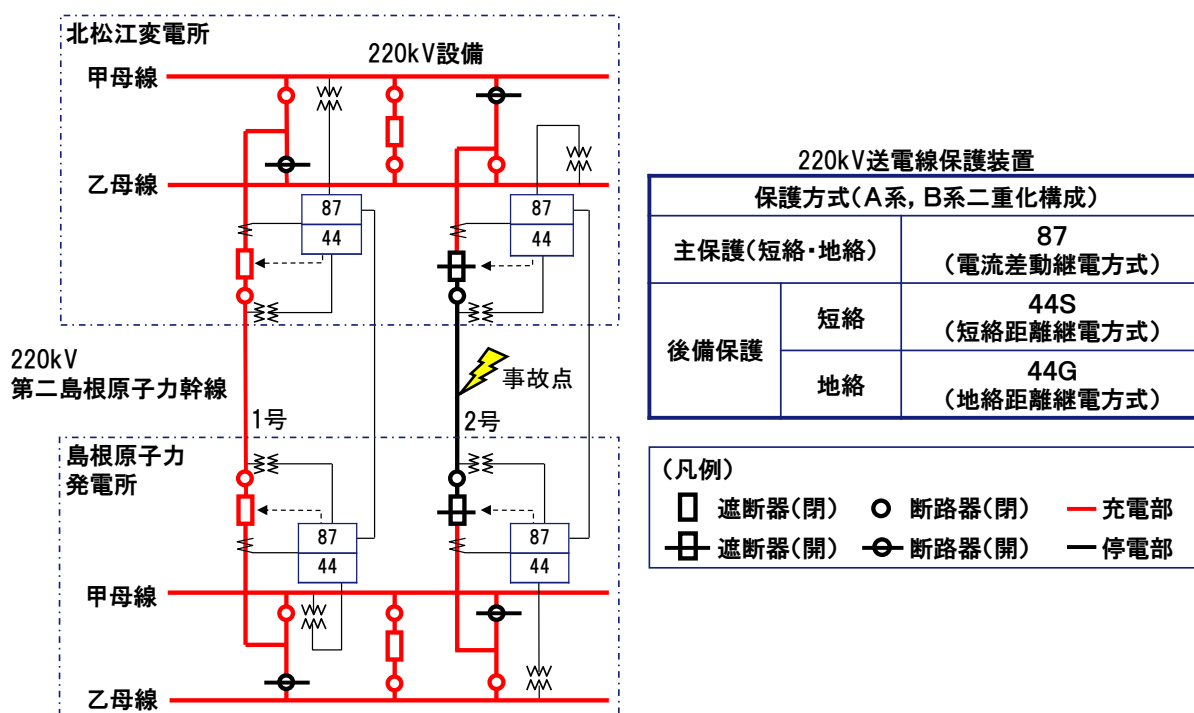 北松江変電所
220kV設備
甲母線
乙母線
87
44
87
44
220kV
第二島根原子力幹線
事故点
1号
2号
島根原子力
発電所
87
44
87
44
甲母線
乙母線
220kV送電線保護装置
保護方式(A系, B系二重化構成)
主保護(短絡・地絡)
87
(電流差動継電方式)
後備保護
短絡
44S
(短絡距離継電方式)
地絡
44G
(地絡距離継電方式)
(凡例)
遮断器(閉)
断路器(閉)
充電部
遮断器(開)
断路器(開)
停電部